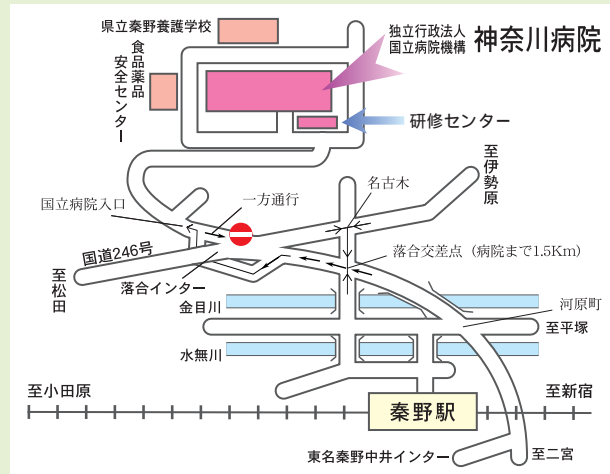 県立秦野養護学校
独立行政法人
国立病院機構
神奈川病院
食品薬品
安全センター
研修センター
至伊勢原
名古木
国立病院入口
一方通行
国道246号
落合交差点（病院まで1.5Km）
至松田
落合インター
金目川
河原町
至平塚
水無川
至小田原
至新宿
秦野駅
東名秦野中井インター
至二宮